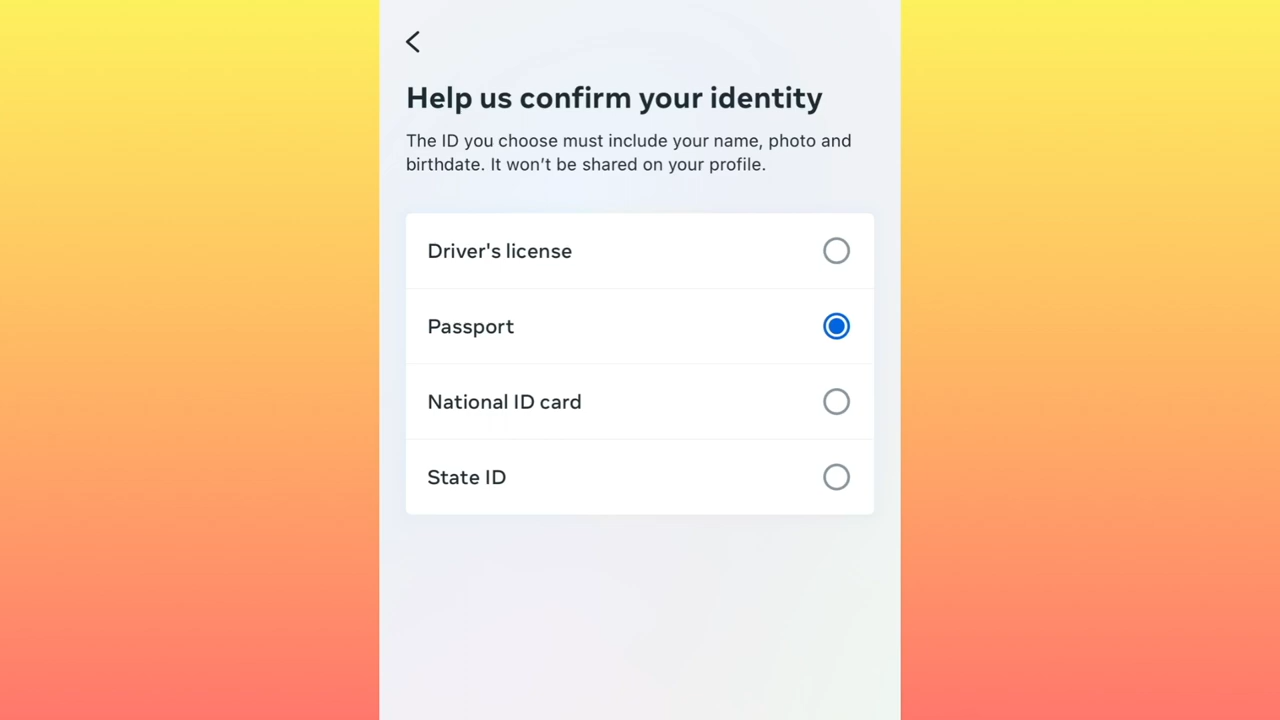 Help us confirm your identity
The ID you choose must include your name, photo and
birthdate. It won’t be shared on your profile.
Driver's license
Passport
National ID card
State ID